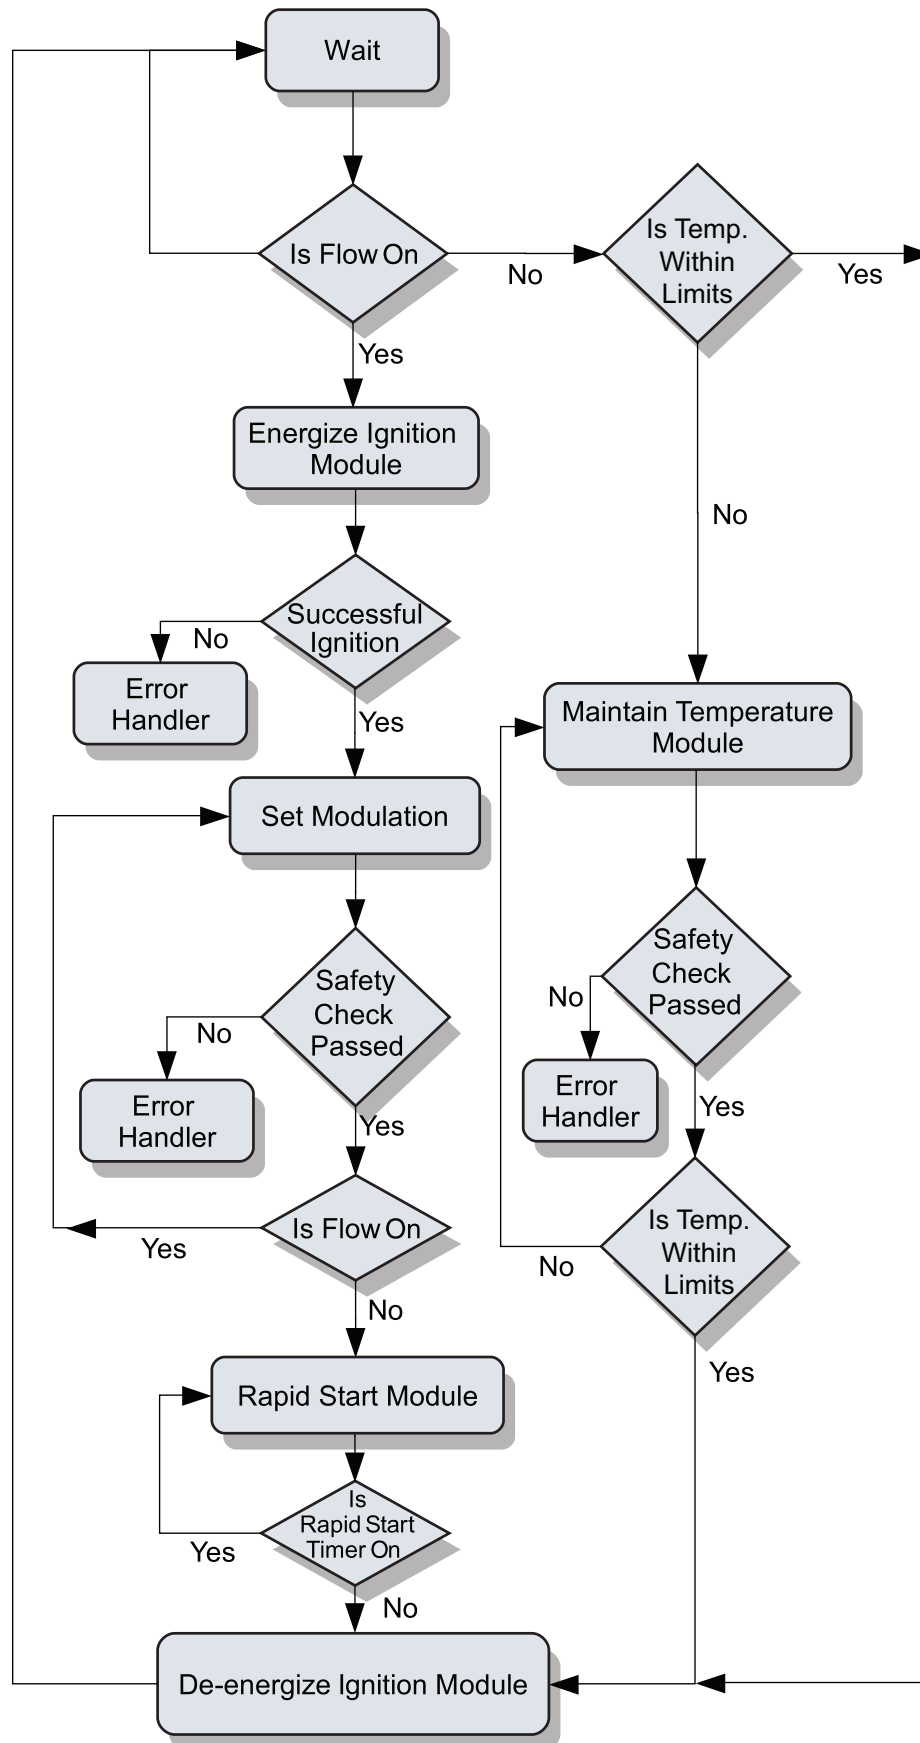 Wait
Is Flow On
No
Is Temp.
Within
Limits
Yes
Yes
Energize Ignition
Module
No
Successful
Ignition
No
Error
Handler
Yes
Maintain Temperature
Module
Set Modulation
Safety
Check
Passed
No
Error
Handler
Yes
Safety
Check
Passed
No
Error
Handler
Yes
Is Flow On
Yes
No
Is Temp.
Within
Limits
No
Yes
Rapid Start Module
Is
Rapid Start
Timer On
Yes
No
De-energize Ignition Module